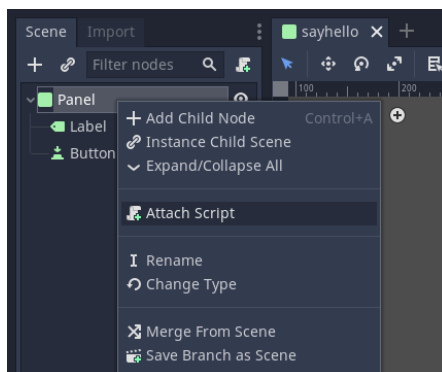 Scene Import
sayhello
Filter nodes
100 200
Panel
Label
Button
Add Child Node Control+A
Instance Child Scene
Expand/Collapse All
Attach Script
Rename
Change Type
Merge From Scene
Save Branch as Scene